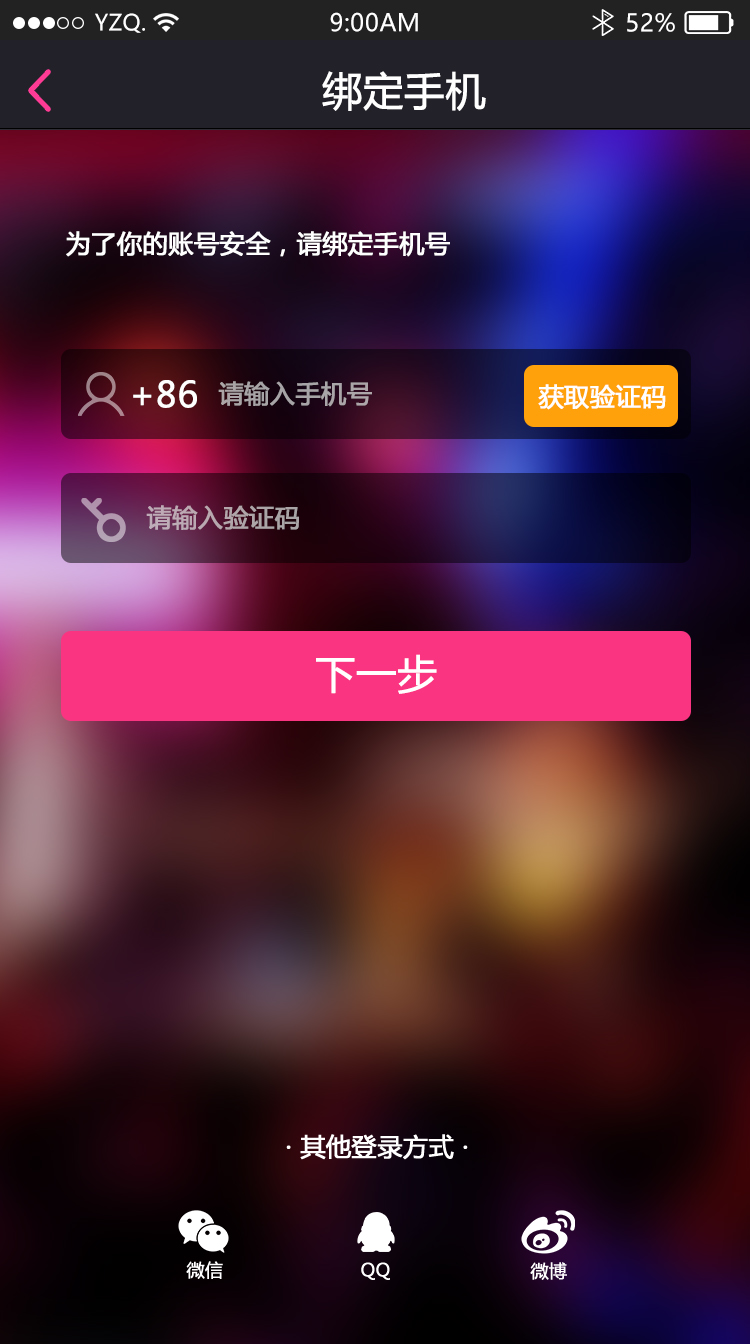 YZQ. 9:00AM 52%
绑定手机
为了你的账号安全，请绑定手机号
+86 请输入手机号 获取验证码
请输入验证码
下一步
· 其他登录方式 ·
微信 QQ 微博